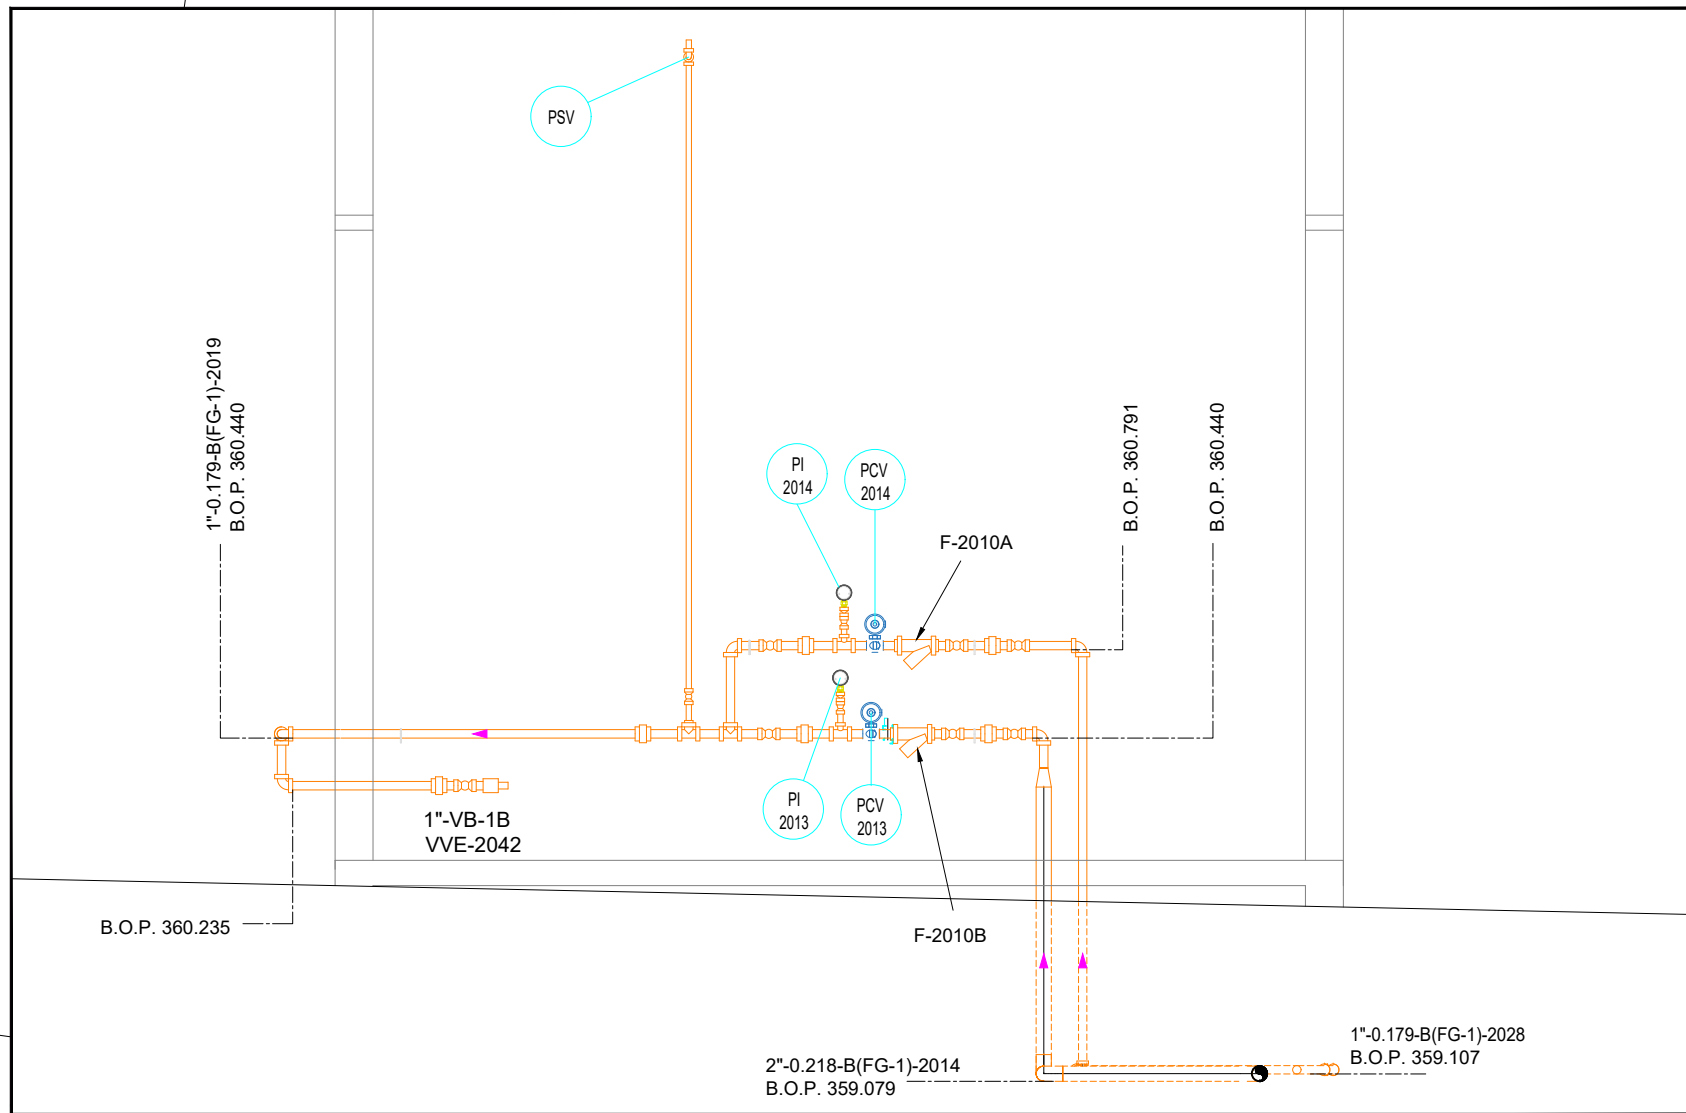 PSV
1"-0.179-B(FG-1)-2019
B.O.P. 360.440
PI
2014
PCV
2014
B.O.P. 360.791
B.O.P. 360.440
F-2010A
PI
2013
PCV
2013
1"-VB-1B
VVE-2042
B.O.P. 360.235
F-2010B
2"-0.218-B(FG-1)-2014
B.O.P. 359.079
1"-0.179-B(FG-1)-2028
B.O.P. 359.107